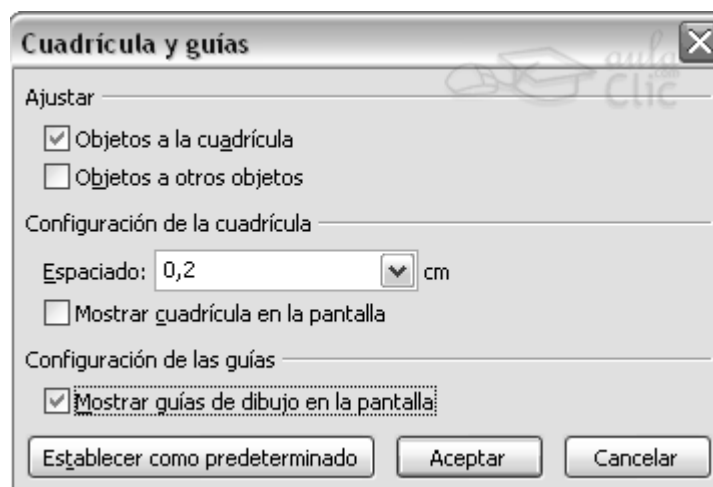 Cuadrícula y guías
aulaClic
.com
Ajustar
Objetos a la cuadrícula
Objetos a otros objetos
Configuración de la cuadrícula
Espaciado: 0,2 cm
Mostrar cuadrícula en la pantalla
Configuración de las guías
Mostrar guías de dibujo en la pantalla
Establecer como predeterminado Aceptar Cancelar